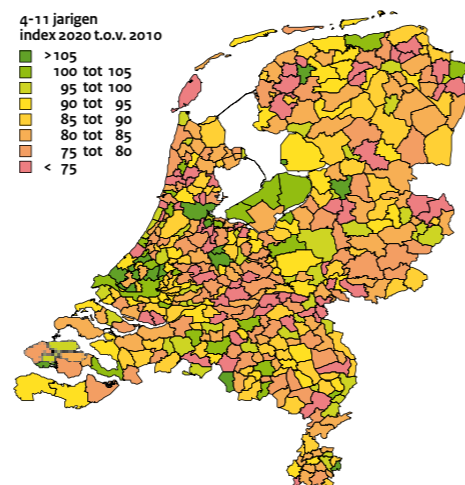 4-11 jarigen
index 2020 t.o.v. 2010
>105
100 tot 105
95 tot 100
90 tot 95
85 tot 90
80 tot 85
75 tot 80
< 75